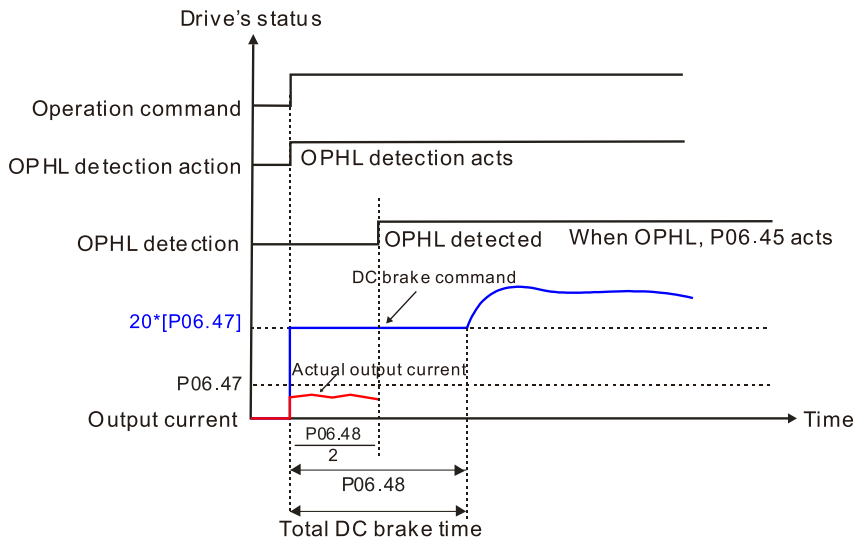 Drive's status
Operation command
OPHL detection action
OPHL detection acts
OPHL detection
OPHL detected
When OPHL, P06.45 acts
DC brake command
20*[P06.47]
Actual output current
P06.47
Output current
Time
P06.48
2
P06.48
Total DC brake time